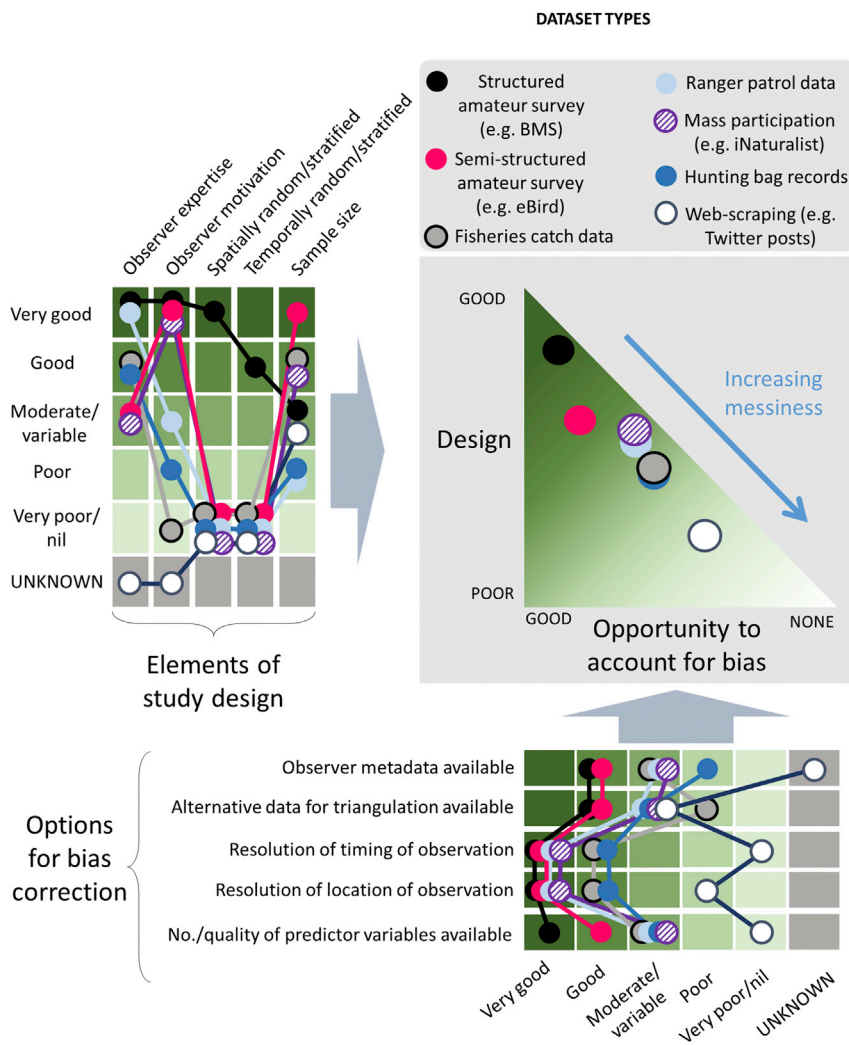 DATASET TYPES
Structured
amateur survey
(e.g. BMS)
Semi-structured
amateur survey
(e.g. eBird)
Fisheries catch data
Ranger patrol data
Mass participation
(e.g. iNaturalist)
Hunting bag records
Web-scraping (e.g.
Twitter posts)
Observer expertise
Observer motivation
Spatially random/stratified
Temporally random/stratified
Sample size
Very good
Good
Moderate/
variable
Poor
Very poor/
nil
UNKNOWN
Elements of
study design
GOOD
Design
POOR
Increasing
messiness
GOOD
NONE
Opportunity to
account for bias
Options
for bias
correction
Observer metadata available
Alternative data for triangulation available
Resolution of timing of observation
Resolution of location of observation
No./quality of predictor variables available
Very good
Good
Moderate/
variable
Poor
Very poor/nil
UNKNOWN